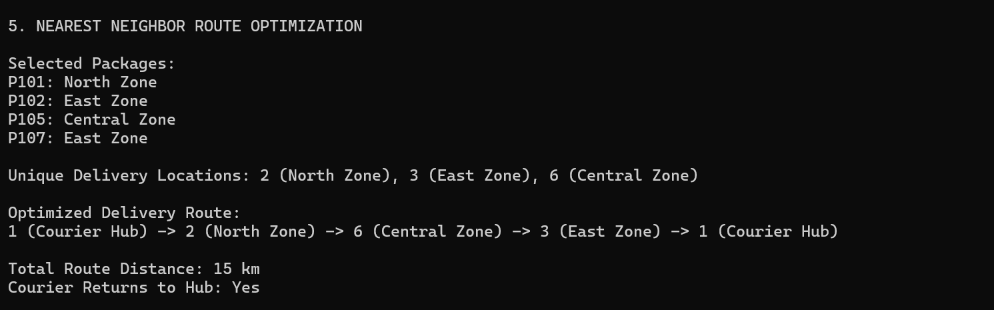 5. NEAREST NEIGHBOR ROUTE OPTIMIZATION
Selected Packages:
P101: North Zone
P102: East Zone
P105: Central Zone
P107: East Zone
Unique Delivery Locations: 2 (North Zone), 3 (East Zone), 6 (Central Zone)
Optimized Delivery Route:
1 (Courier Hub) -> 2 (North Zone) -> 6 (Central Zone) -> 3 (East Zone) -> 1 (Courier Hub)
Total Route Distance: 15 km
Courier Returns to Hub: Yes